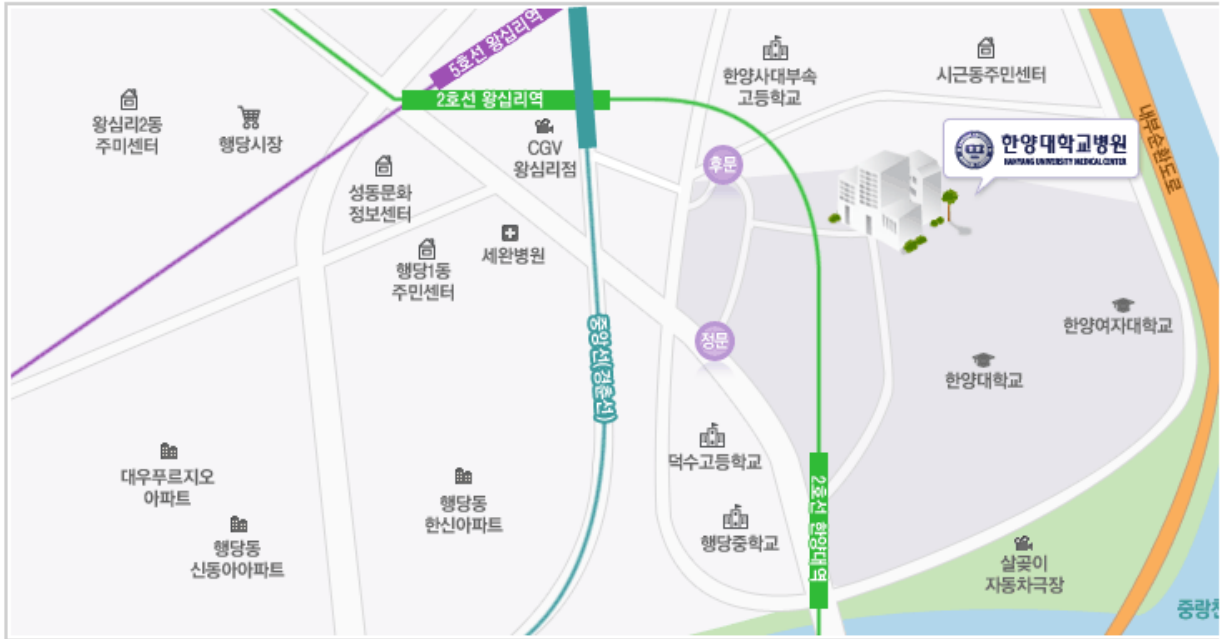 5호선 왕십리역
2호선 왕십리역
한양사대부속
고등학교
시근동주민센터
내부순환도로
왕심리2동
주미센터
행당시장
CGV
왕심리점
한양대학교병원
HANYANG UNIVERSITY MEDICAL CENTER
후문
성동문화
정보센터
세완병원
행당1동
주민센터
중앙선(경춘선)
정문
한양여자대학교
한양대학교
덕수고등학교
대우푸르지오
아파트
행당동
한신아파트
2호선 한양대역
행당중학교
행당동
신동아아파트
살곶이
자동차극장
중랑천